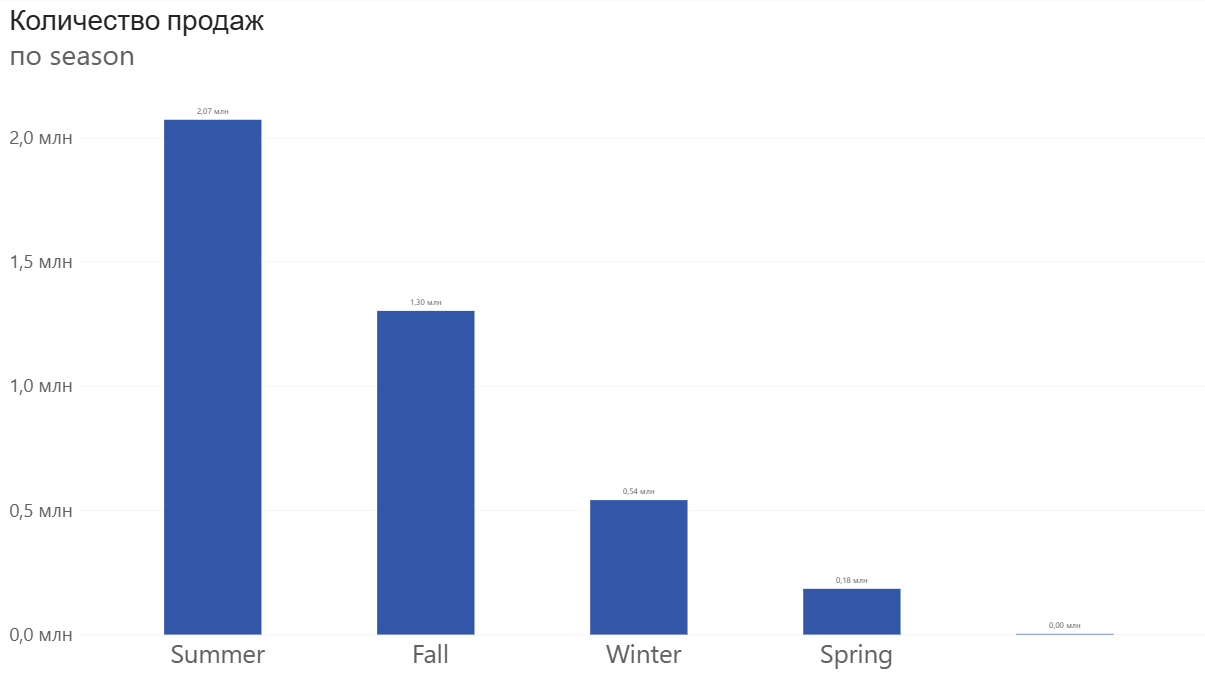 Количество продаж
по season
2,07 млн
2,0 млн
1,5 млн
1,30 млн
1,0 млн
0,54 млн
0,5 млн
0,18 млн
0,00 млн
0,0 млн
Summer Fall Winter Spring